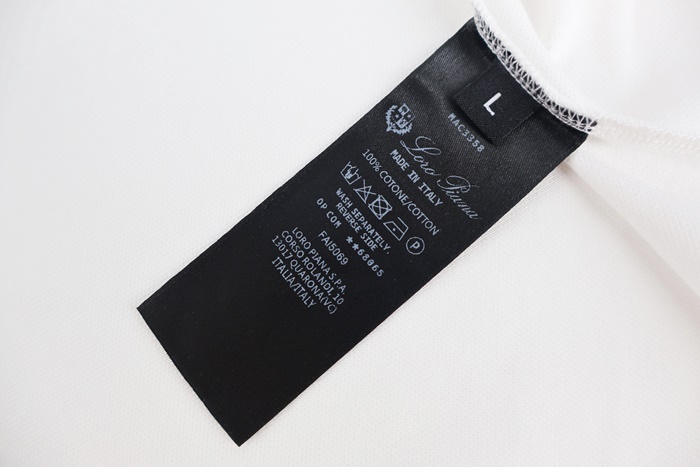 L
MAC3358
Loro Piana
MADE IN ITALY
100% COTONE/COTTON
P
WASH SEPARATELY.
REVERSE SIDE
OP COM **68065
FAI5069
LORO PIANA S.P.A.
CORSO ROLANDI, 10
13017 QUARONA(VC)
ITALIA/ITALY